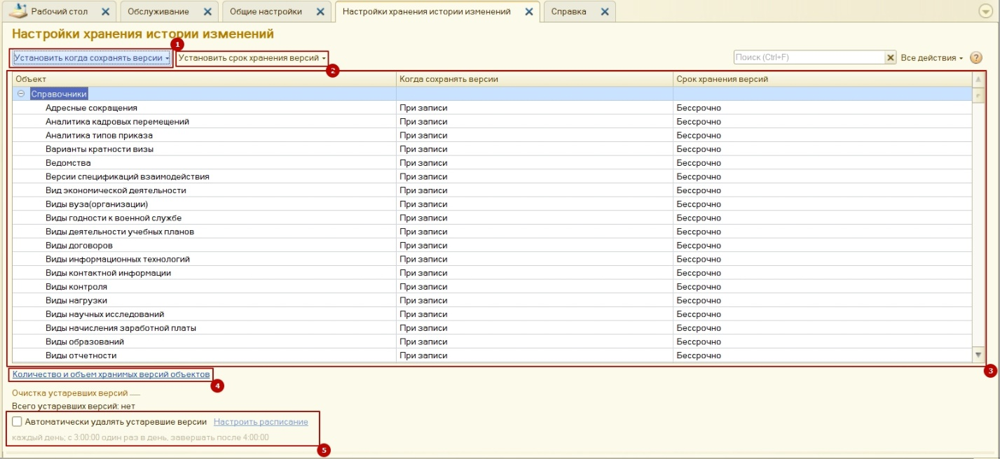 Рабочий стол Обслуживание Общие настройки Настройки хранения истории изменений Справка
Настройки хранения истории изменений
1
Установить когда сохранять версии Установить срок хранения версий Поиск (Ctrl+F) Все действия ?
2
Объект Когда сохранять версии Срок хранения версий
Справочники
Адресные сокращения При записи Бессрочно
Аналитика кадровых перемещений При записи Бессрочно
Аналитика типов приказа При записи Бессрочно
Варианты кратности визы При записи Бессрочно
Ведомства При записи Бессрочно
Версии спецификаций взаимодействия При записи Бессрочно
Вид экономической деятельности При записи Бессрочно
Виды вуза(организации) При записи Бессрочно
Виды годности к военной службе При записи Бессрочно
Виды деятельности учебных планов При записи Бессрочно
Виды договоров При записи Бессрочно
Виды информационных технологий При записи Бессрочно
Виды контактной информации При записи Бессрочно
Виды контроля При записи Бессрочно
Виды нагрузки При записи Бессрочно
Виды научных исследований При записи Бессрочно
Виды начисления заработной платы При записи Бессрочно
Виды образований При записи Бессрочно
Виды отчетности При записи Бессрочно
3
Количество и объем хранимых версий объектов
4
Очистка устаревших версий
Всего устаревших версий: нет
Автоматически удалять устаревшие версии Настроить расписание
каждый день; с 3:00:00 один раз в день, завершать после 4:00:00
5